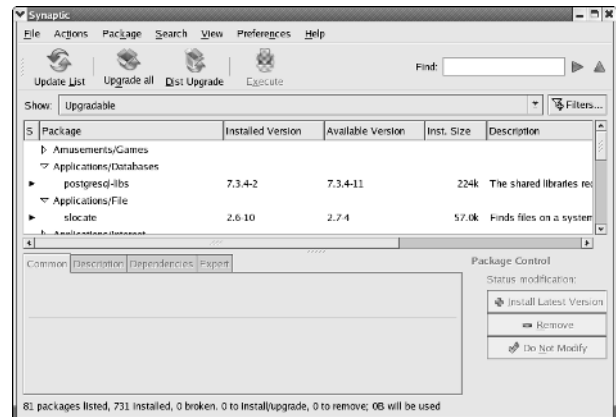 Synaptic
File Actions Package Search View Preferences Help
Update List Upgrade all Dist Upgrade Execute Find:
Show: Upgradable Filters...
S Package Installed Version Available Version Inst. Size Description
Amusements/Games
Applications/Databases
postgresql-libs 7.3.4-2 7.3.4-11 224k The shared libraries rec
Applications/File
slocate 2.6-10 2.7-4 57.0k Finds files on a system
Applications/Internet
Common Description Dependencies Expert Package Control
Status modification:
Install Latest Version
Remove
Do Not Modify
81 packages listed, 731 installed, 0 broken. 0 to install/upgrade, 0 to remove; 0B will be used